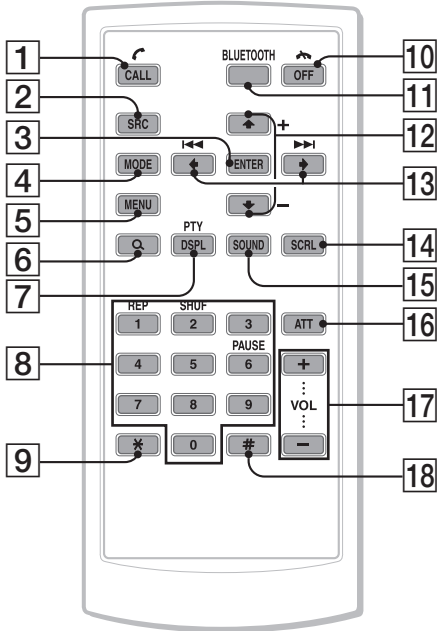 BLUETOOTH
1 CALL OFF 10
11
2 SRC + 12
3
4 MODE ENTER 13
5 MENU −
PTY
6 DSPL SOUND SCRL 14
7 15
REP SHUF
1 2 3 ATT 16
PAUSE
8 4 5 6 +
7 8 9 VOL 17
0 # −
9 18